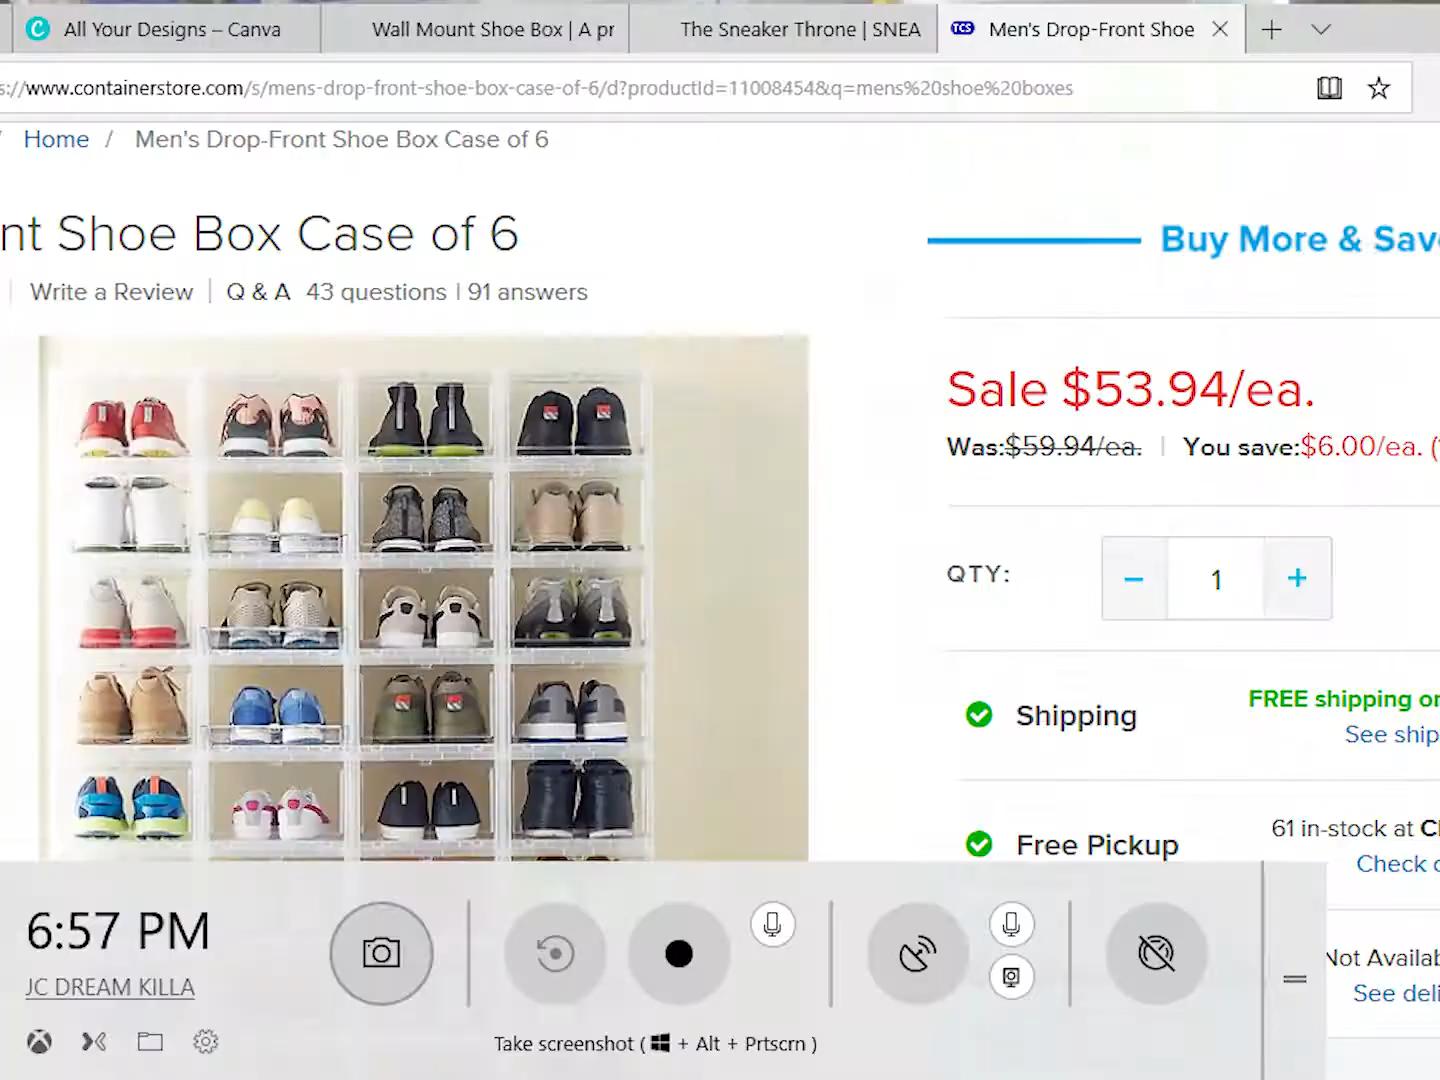 All Your Designs – Canva
Wall Mount Shoe Box | A pr
The Sneaker Throne | SNEA
TCS Men's Drop-Front Shoe
s://www.containerstore.com/s/mens-drop-front-shoe-box-case-of-6/d?productId=11008454&q=mens%20shoe%20boxes
/ Home / Men's Drop-Front Shoe Box Case of 6
nt Shoe Box Case of 6
Write a Review | Q & A 43 questions | 91 answers
Buy More & Save
Sale $53.94/ea.
Was:$59.94/ea. | You save:$6.00/ea. (
QTY:
− 1 +
Shipping
FREE shipping or
See ship
Free Pickup
61 in-stock at C
Check
Not Availab
See deli
6:57 PM
JC DREAM KILLA
Take screenshot ( + Alt + Prtscrn )